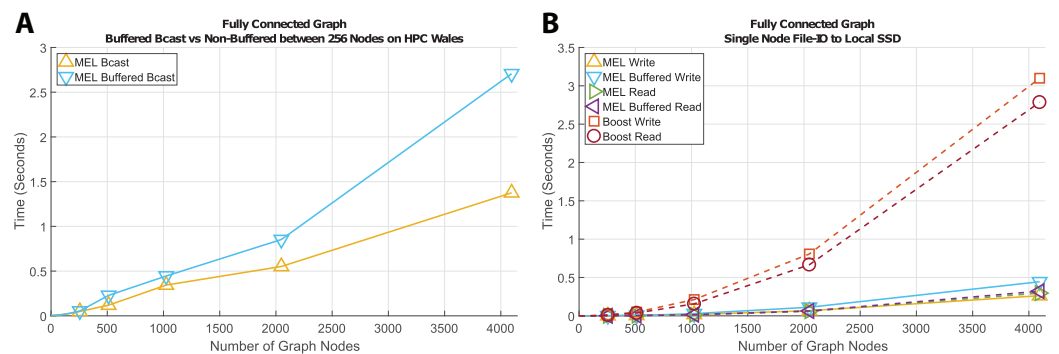 A
Fully Connected Graph
Buffered Bcast vs Non-Buffered between 256 Nodes on HPC Wales
3
2.5
2
1.5
1
0.5
0
Time (Seconds)
MEL Bcast
MEL Buffered Bcast
0 500 1000 1500 2000 2500 3000 3500 4000
Number of Graph Nodes
B
Fully Connected Graph
Single Node File-IO to Local SSD
3.5
3
2.5
2
1.5
1
0.5
0
Time (Seconds)
MEL Write
MEL Buffered Write
MEL Read
MEL Buffered Read
Boost Write
Boost Read
0 500 1000 1500 2000 2500 3000 3500 4000
Number of Graph Nodes